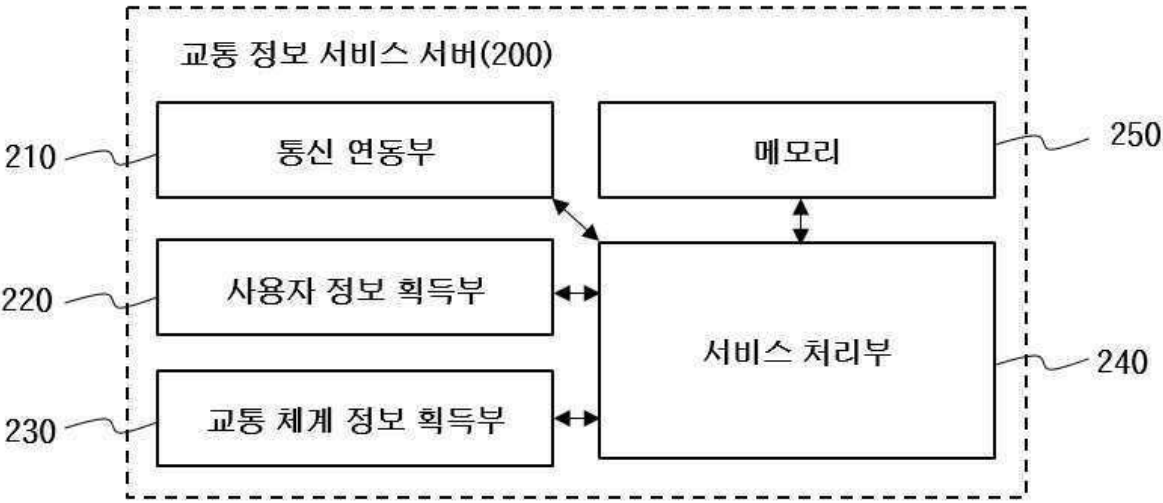 교통 정보 서비스 서버(200)
210
통신 연동부
메모리
250
220
사용자 정보 획득부
서비스 처리부
240
230
교통 체계 정보 획득부